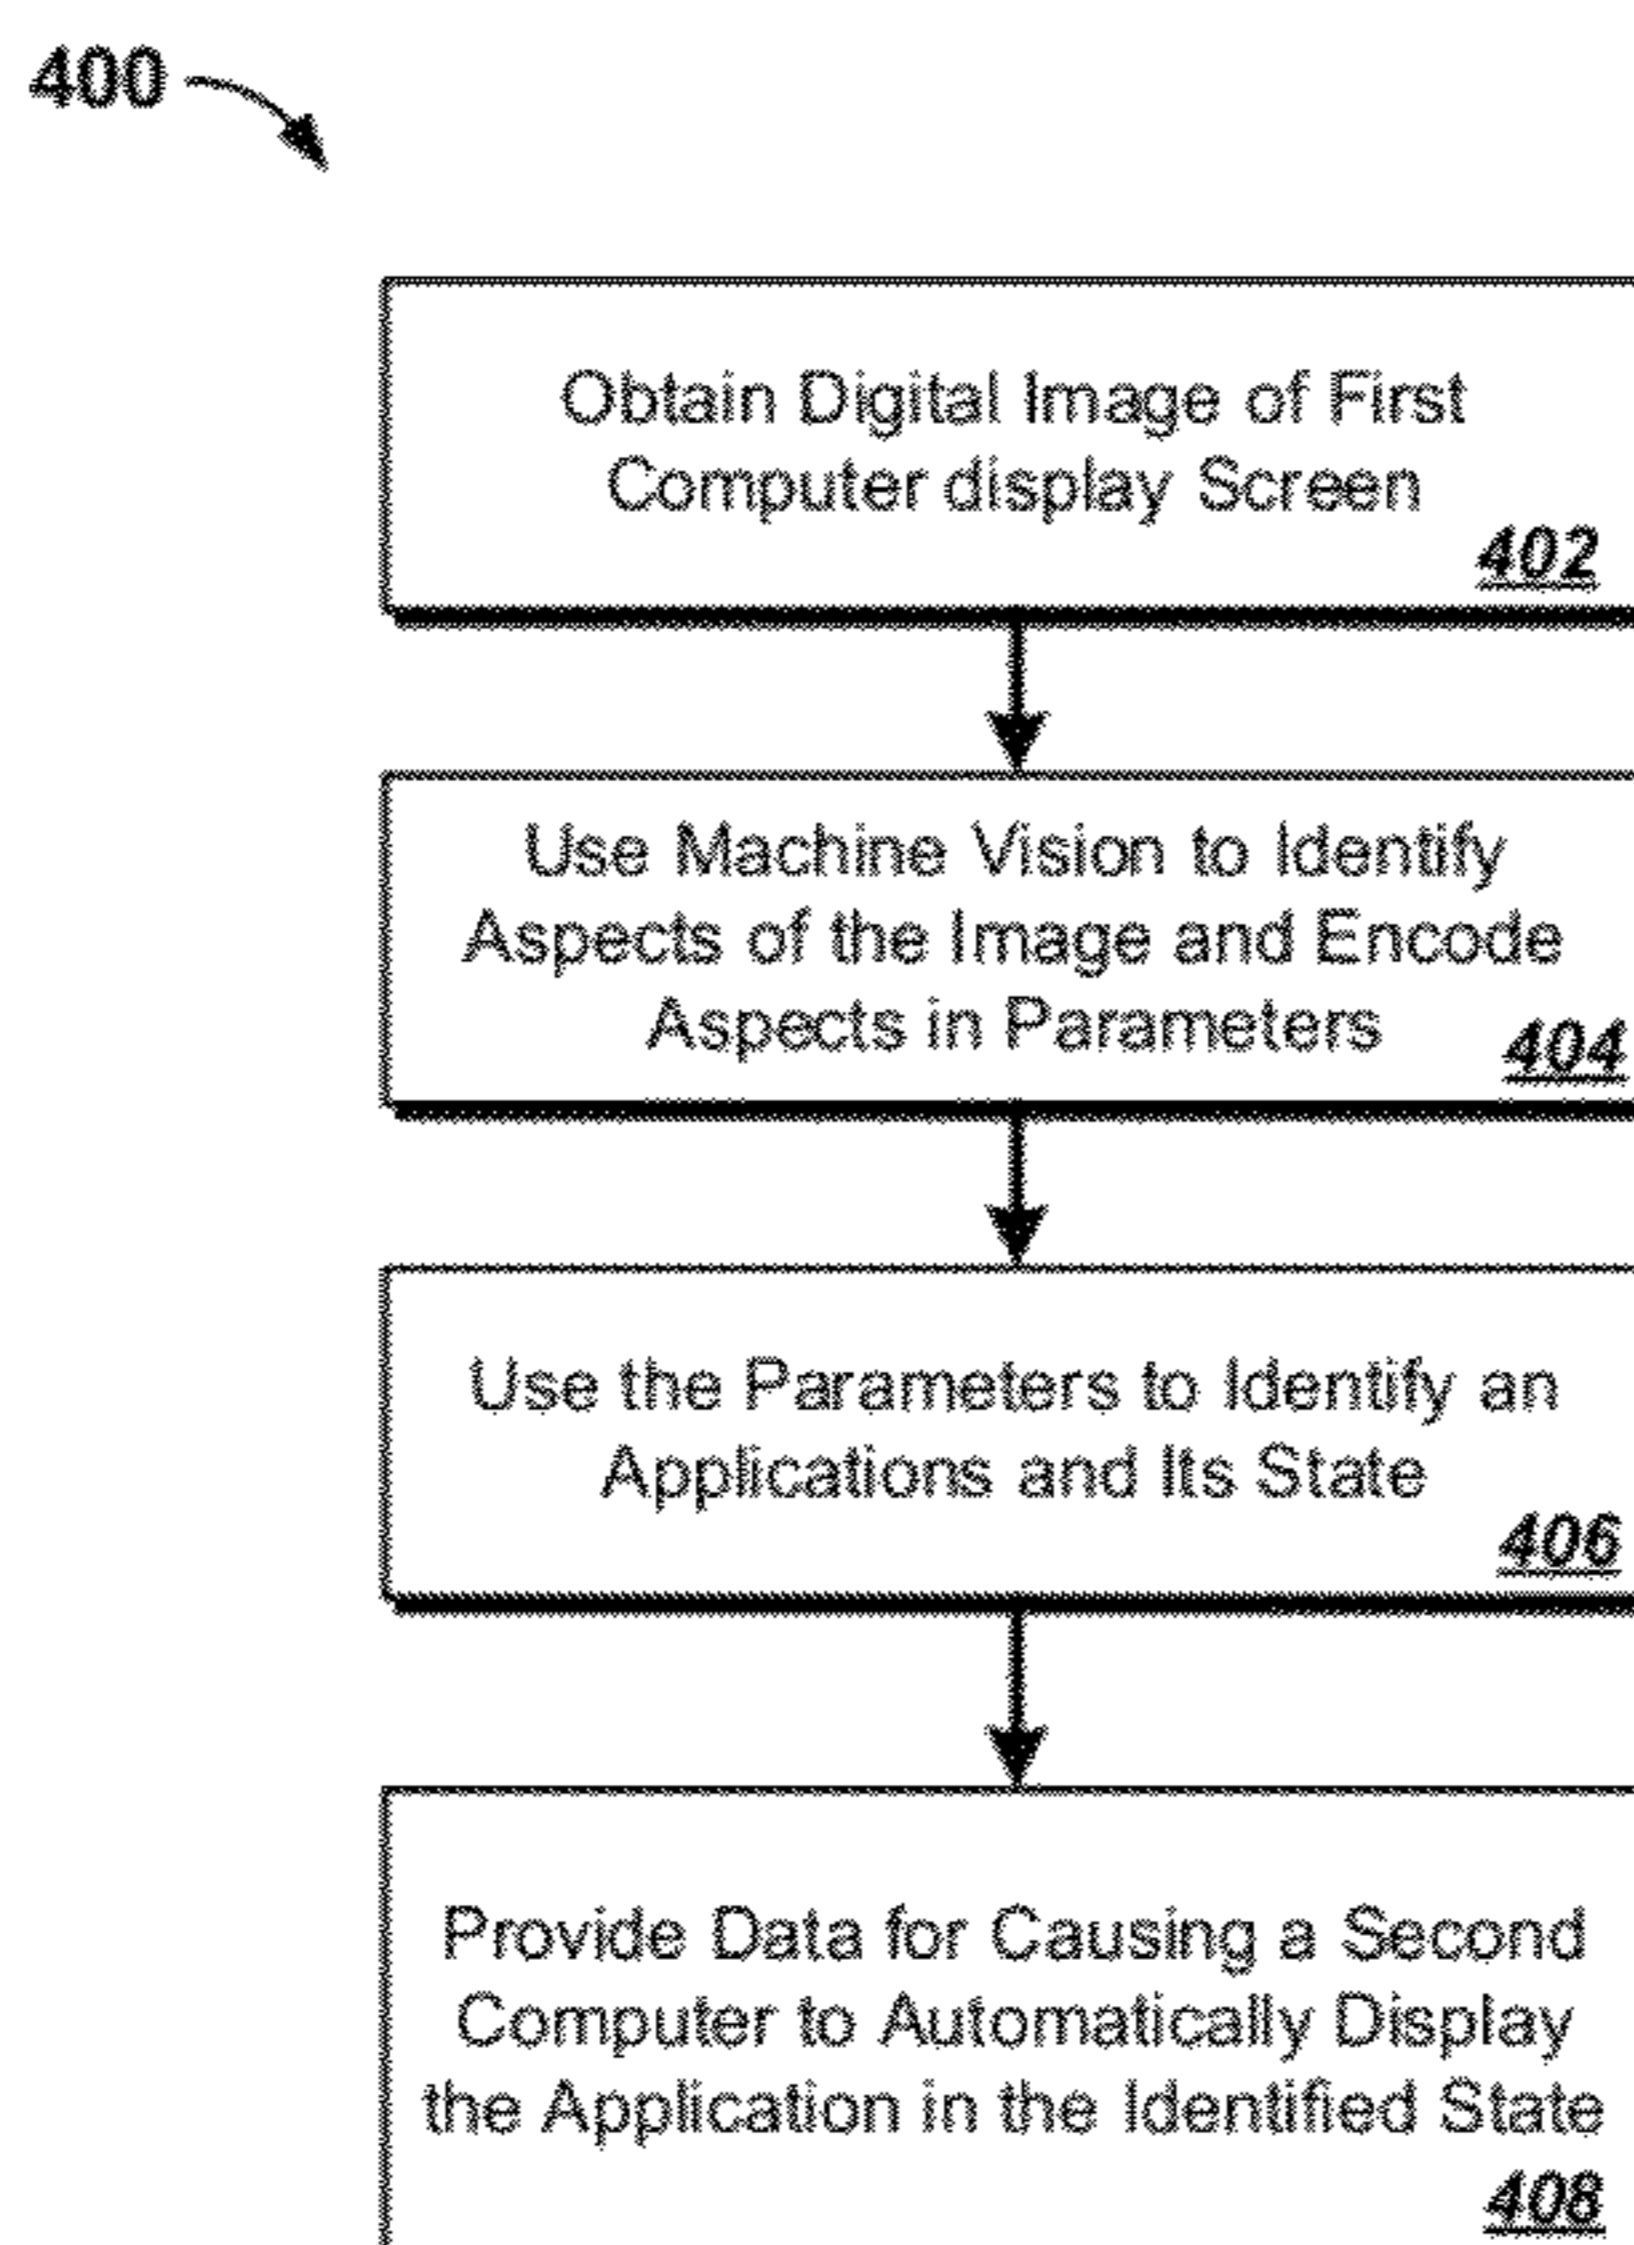 400
Obtain Digital Image of First
Computer display Screen
402
Use Machine Vision to Identify
Aspects of the Image and Encode
Aspects in Parameters
404
Use the Parameters to Identify an
Applications and Its State
406
Provide Data for Causing a Second
Computer to Automatically Display
the Application in the Identified State
408